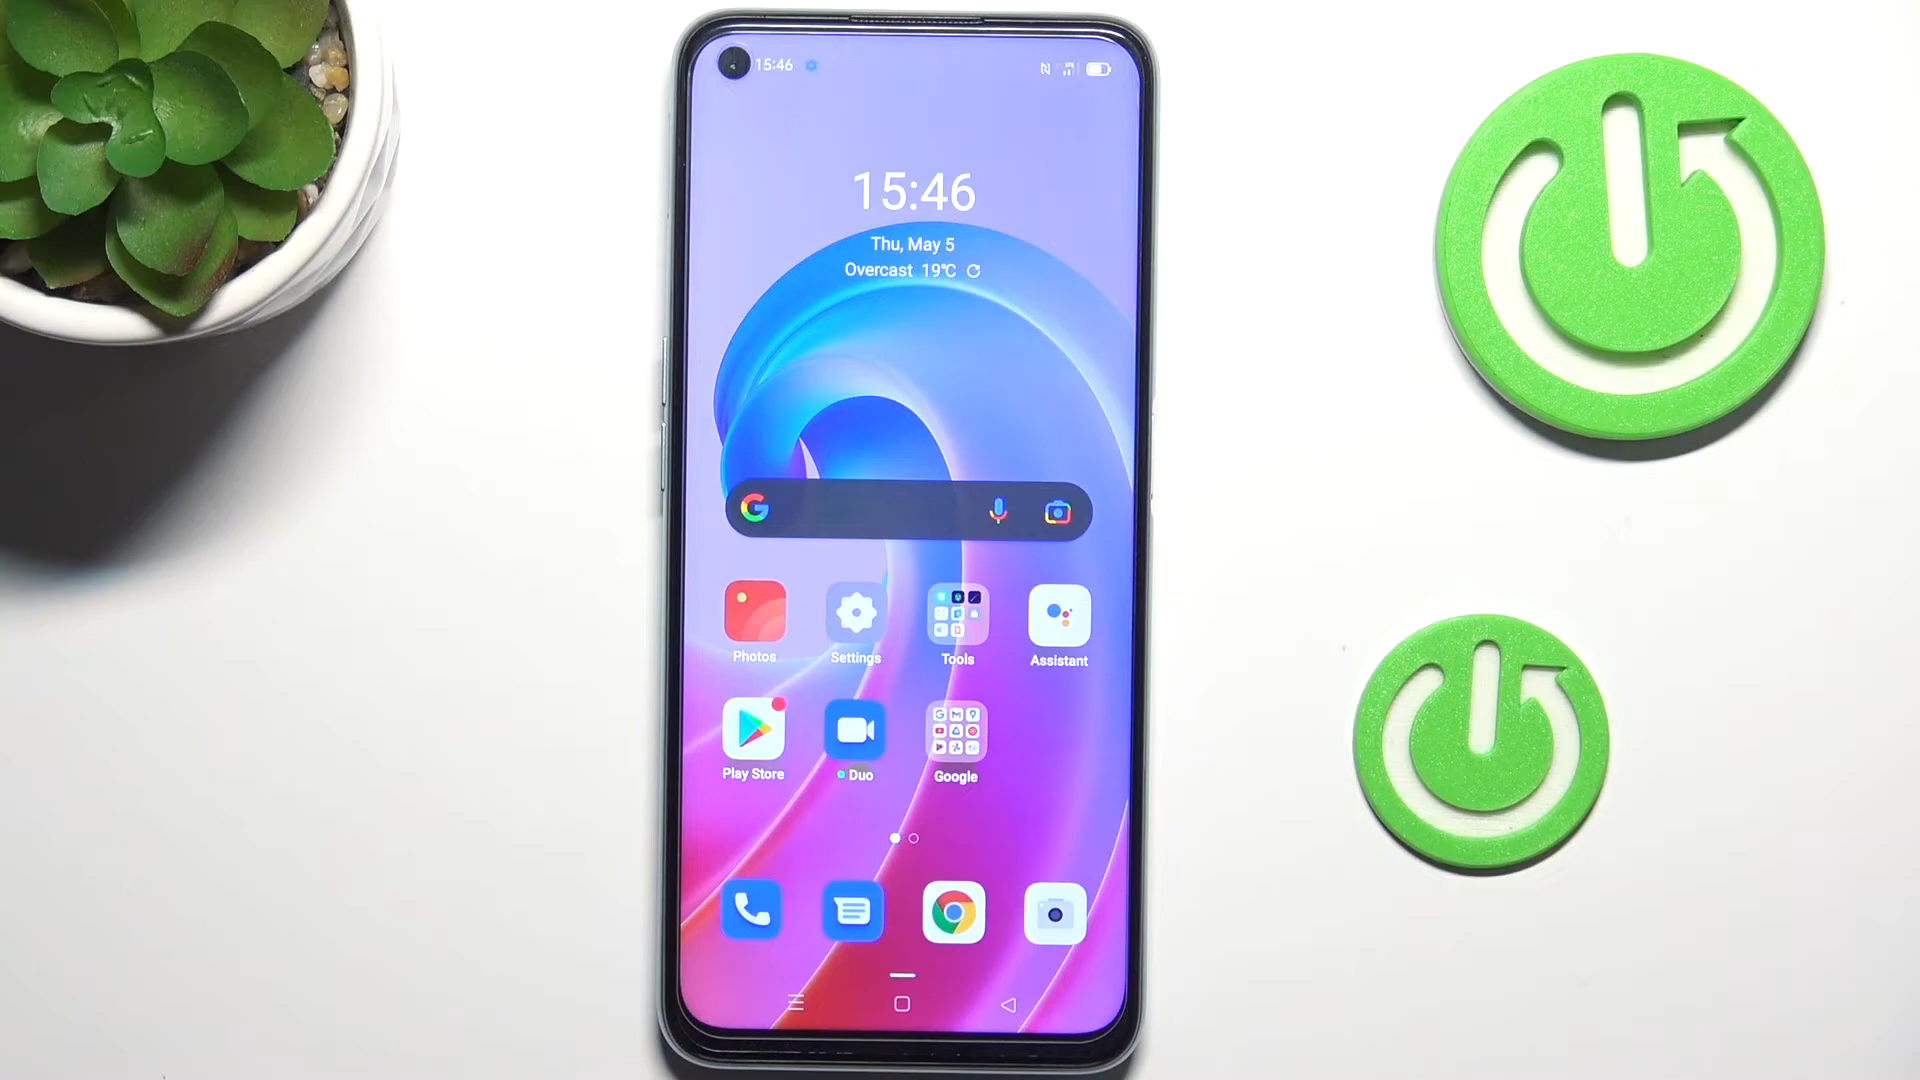 15:46
15:46
Thu, May 5
Overcast 19℃
Photos Settings Tools Assistant
Play Store Duo Google